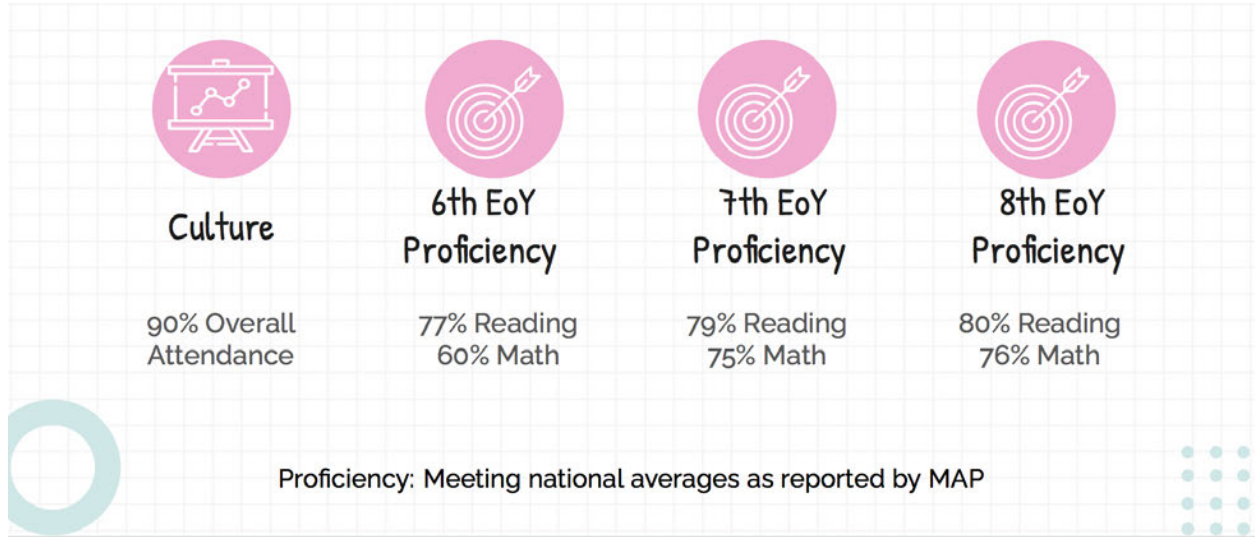 Culture
90% Overall
Attendance
6th EoY
Proficiency
77% Reading
60% Math
7th EoY
Proficiency
79% Reading
75% Math
8th EoY
Proficiency
80% Reading
76% Math
Proficiency: Meeting national averages as reported by MAP